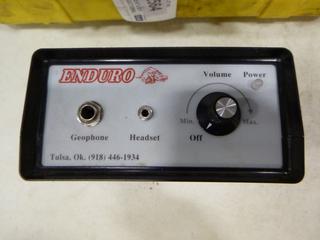 ENDURO
Volume Power
Min. Max.
Off
Geophone Headset
Tulsa, Ok. (918) 446-1934